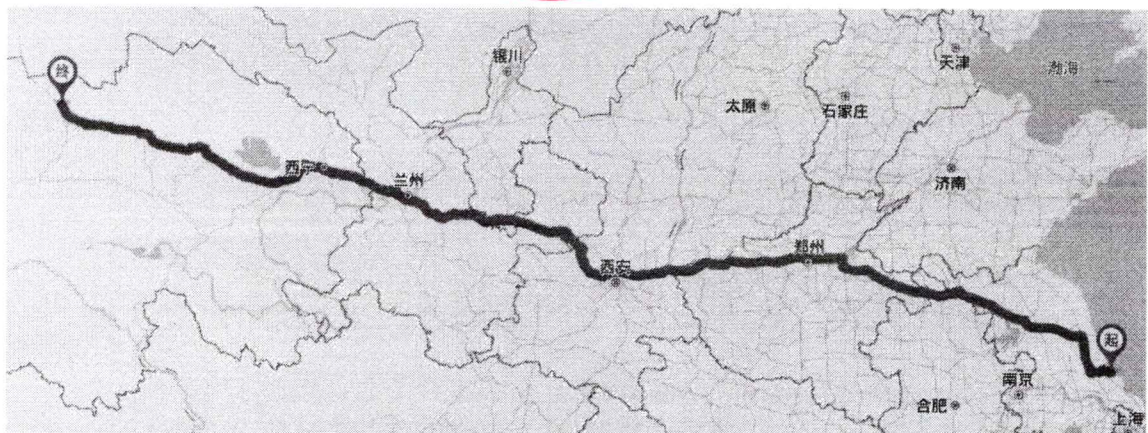 银川
天津
渤海
终
太原
石家庄
西宁
济南
兰州
郑州
西安
起
南京
合肥
上海